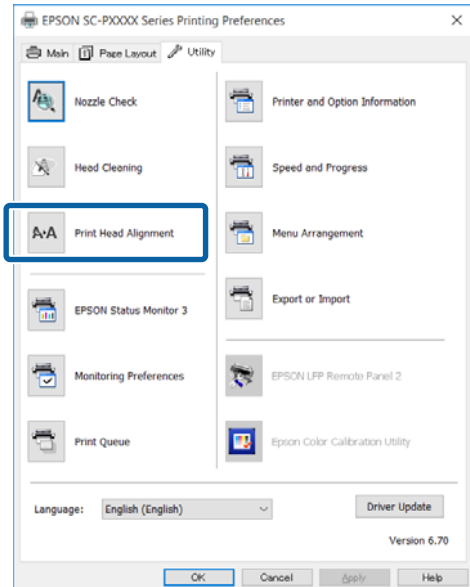 EPSON SC-PXXXX Series Printing Preferences
Main
Page Layout
Utility
Nozzle Check
Head Cleaning
A·A
Print Head Alignment
EPSON Status Monitor 3
Monitoring Preferences
Print Queue
Printer and Option Information
Speed and Progress
Menu Arrangement
Export or Import
EPSON LFP Remote Panel 2
Epson Color Calibration Utility
Language: English (English)
Driver Update
Version 6.70
OK Cancel Apply Help